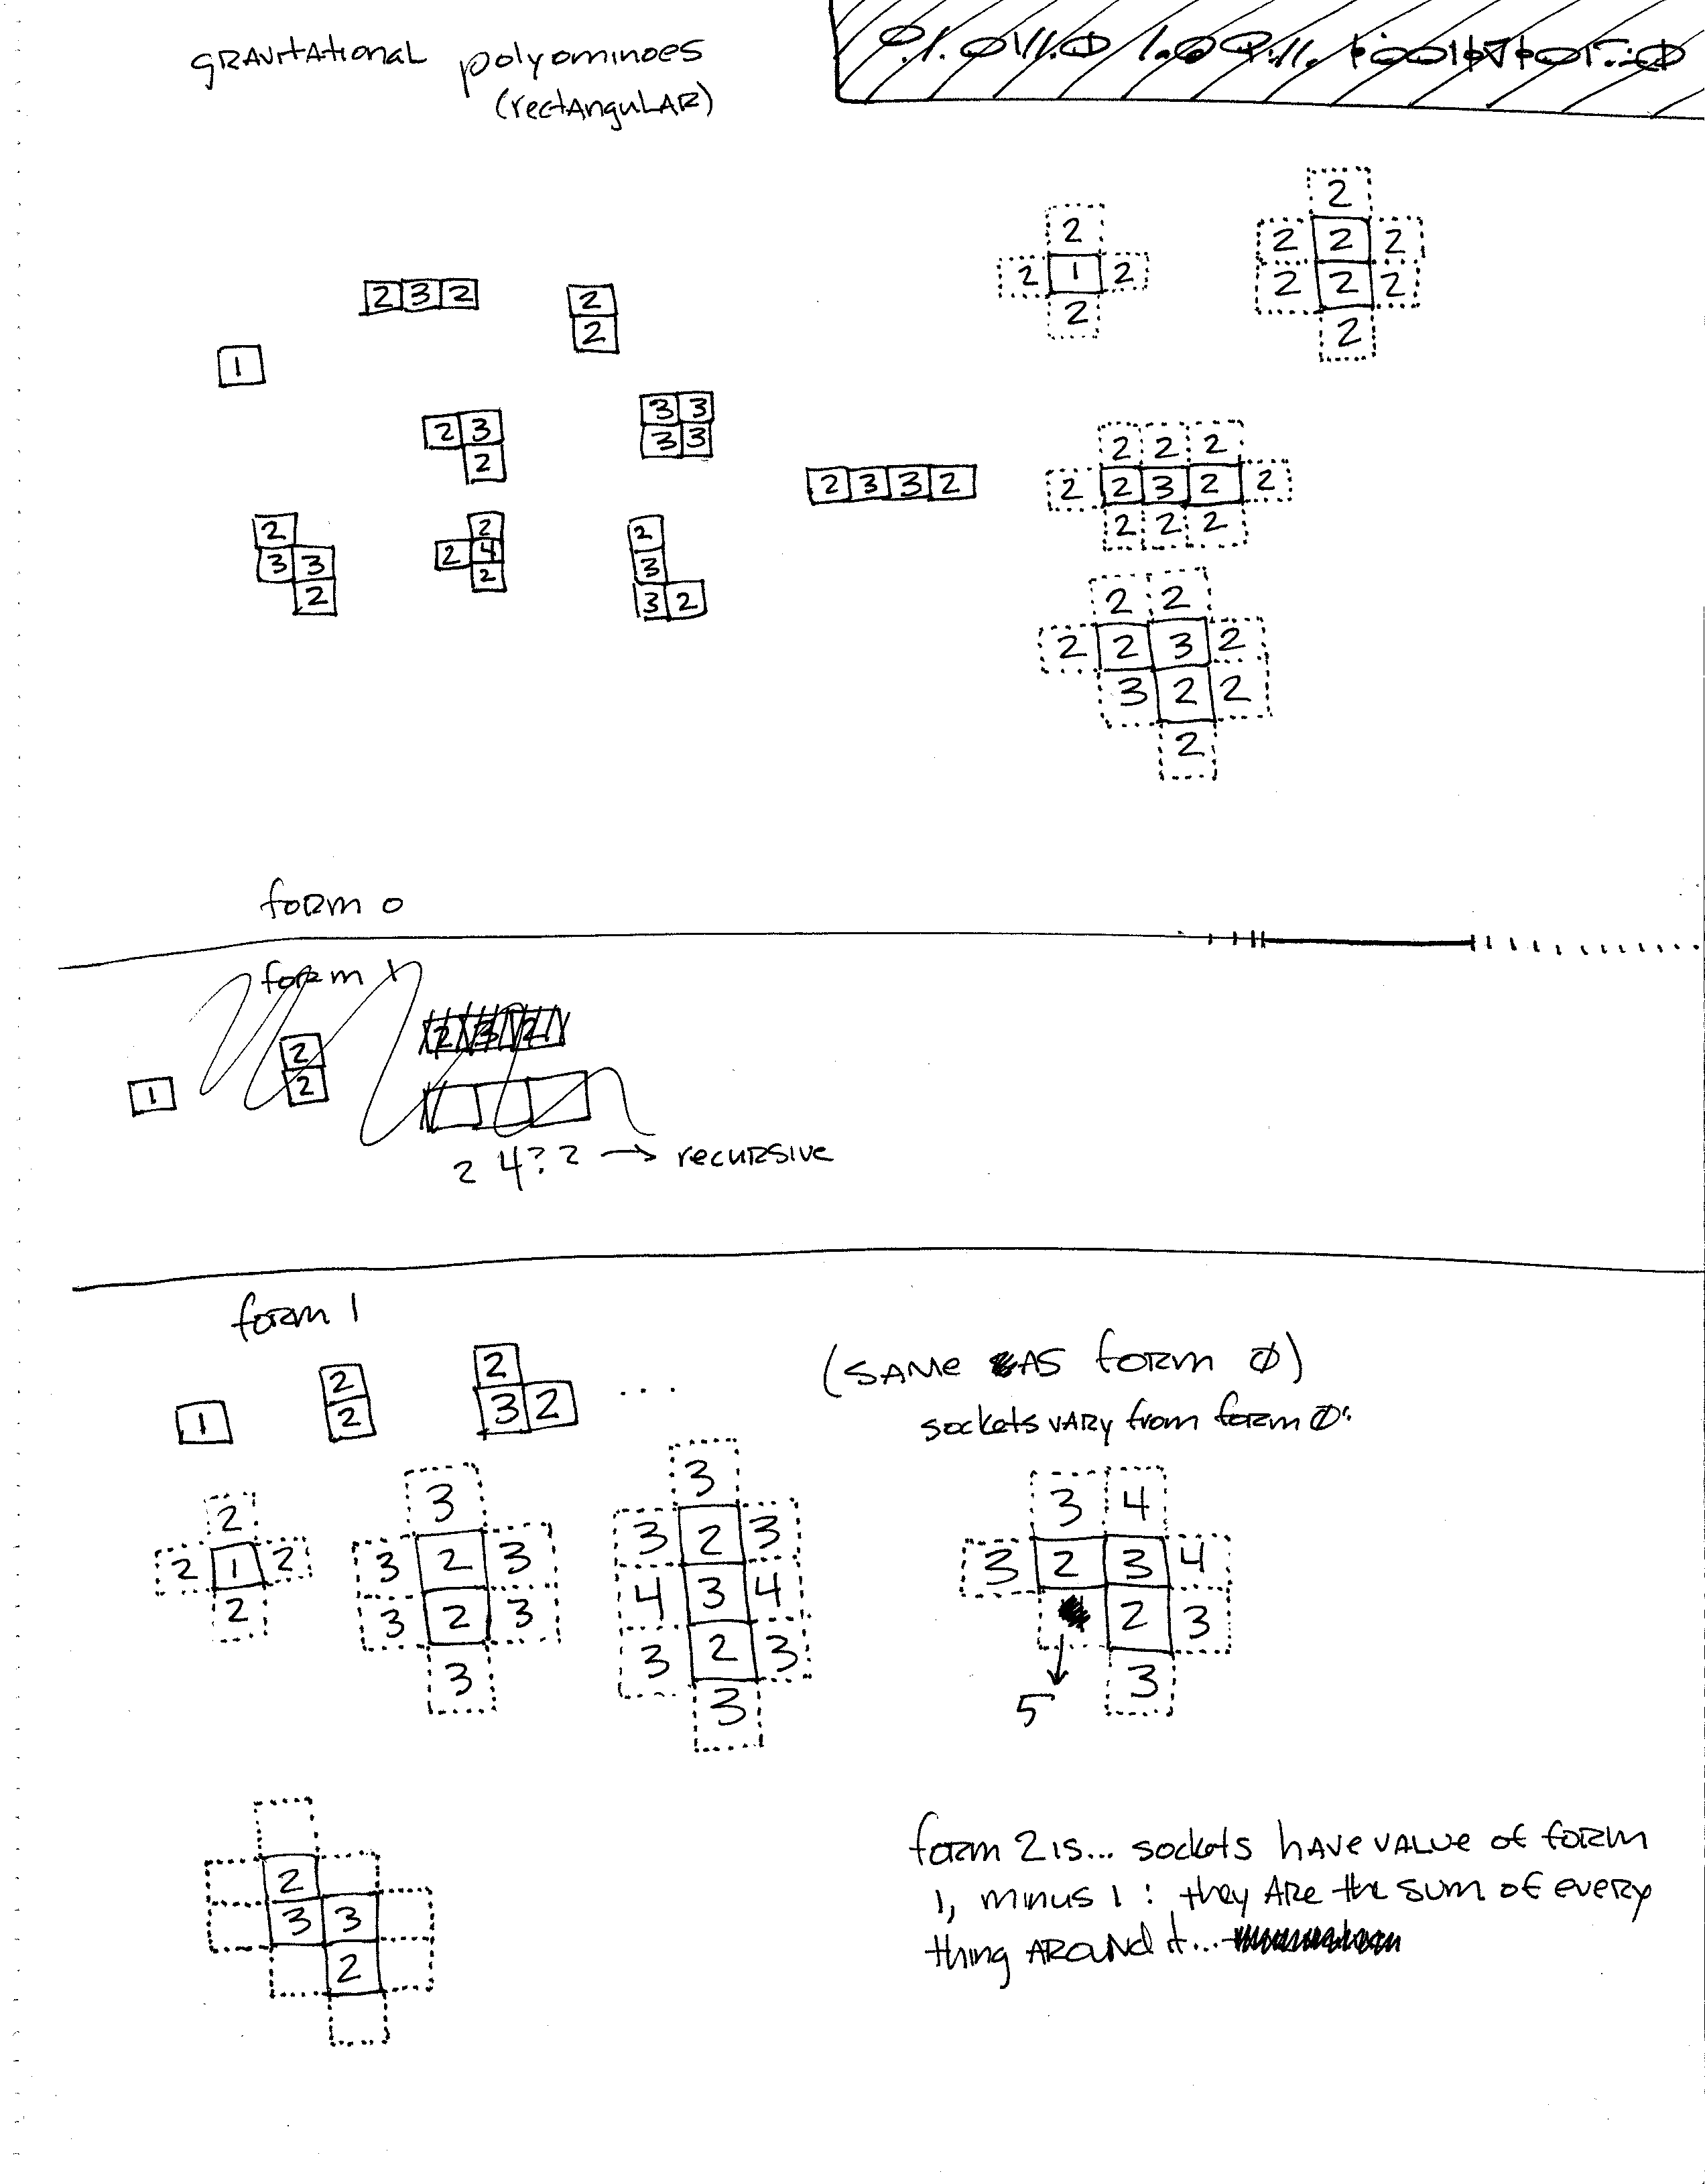 gravitational polyominoes
(rectangular)
2
2 1 2
2
2
2 2 2
2 2 2
2
2 3 2
2
2
1
2 3
2
3 3
3 3
2 3 3 2
2 2 2
2 2 3 2 2
2 2 2
2
3 3
2
2
2 4
2
2
3
3 2
2 2
2 2 3 2
3 2 2
2
form 0
form 1
2 3 2
2
2
1
2 4? 2 → recursive
form 1
1
2
2
2
3 2
...
(same as form ∅)
sockets vary from form ∅:
2
2 1 2
2
3
3 2 3
3 2 3
3
3
3 2 3
4 3 4
3 2 3
3
3 4
3 2 3 4
2 3
3
5
2
3 3
2
form 2 is... sockets have value of form
1, minus 1 : they are the sum of every
thing around it...